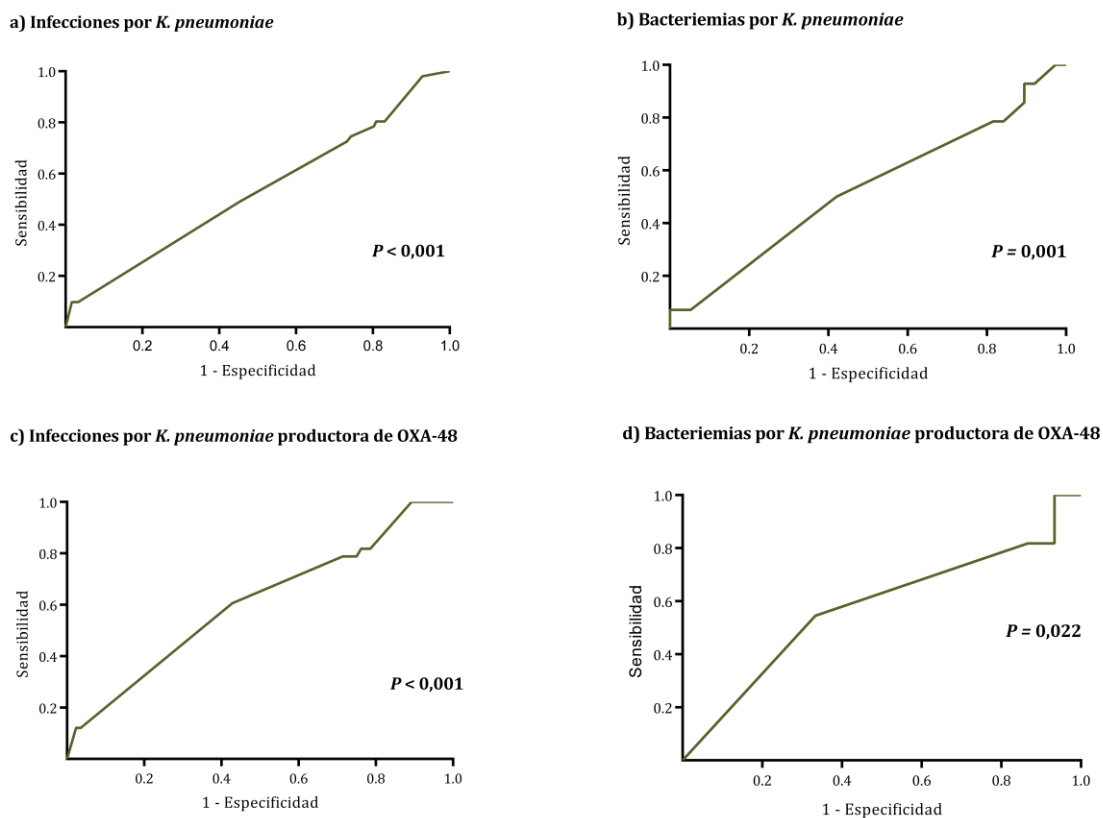 a) Infecciones por K. pneumoniae
1.0
0.8
0.6
0.4
0.2
Sensibilidad
P < 0,001
0.2 0.4 0.6 0.8 1.0
1 - Especificidad
b) Bacteriemias por K. pneumoniae
1.0
0.8
0.6
0.4
0.2
Sensibilidad
P = 0,001
0.2 0.4 0.6 0.8 1.0
1 - Especificidad
c) Infecciones por K. pneumoniae productora de OXA-48
1.0
0.8
0.6
0.4
0.2
Sensibilidad
P < 0,001
0.2 0.4 0.6 0.8 1.0
1 - Especificidad
d) Bacteriemias por K. pneumoniae productora de OXA-48
1.0
0.8
0.6
0.4
0.2
Sensibilidad
P = 0,022
0.2 0.4 0.6 0.8 1.0
1 - Especificidad